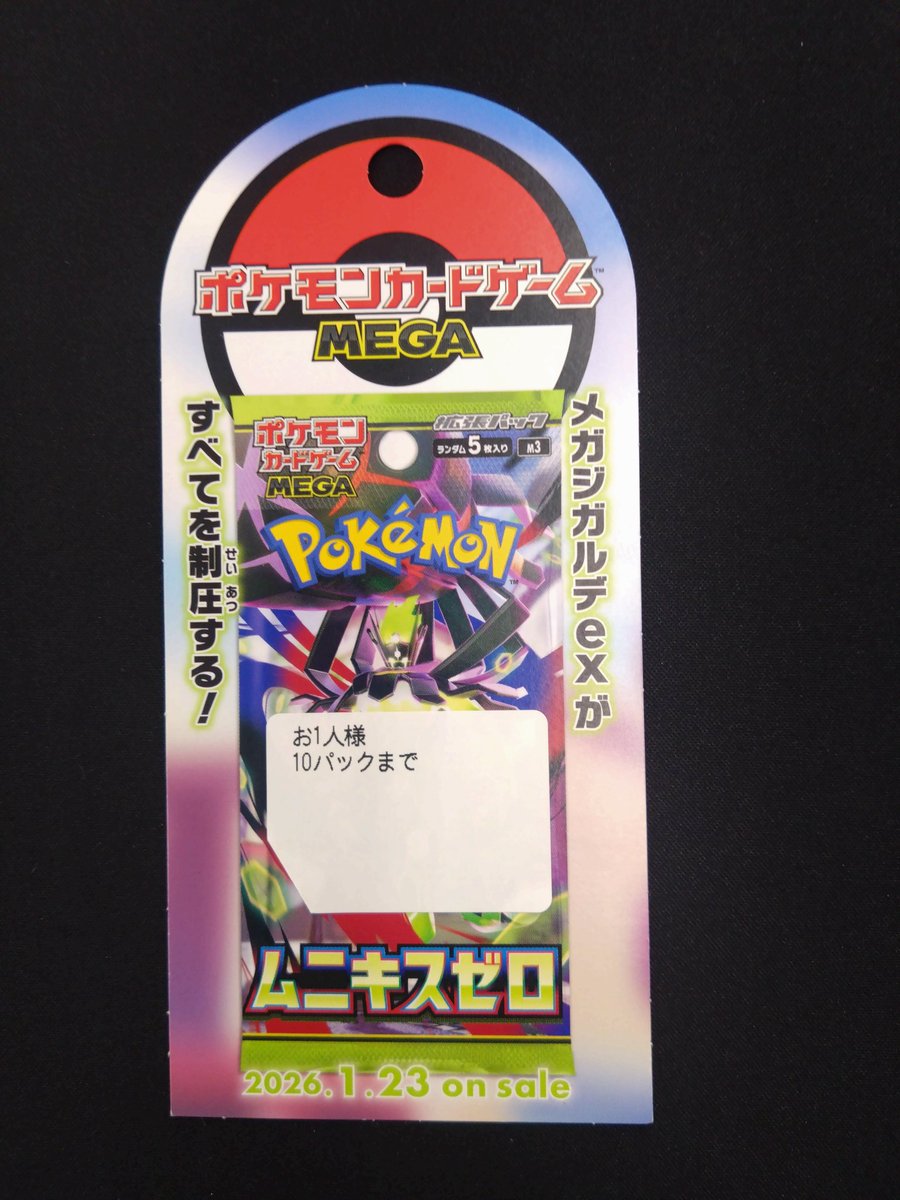 ポケモンカードゲーム™
MEGA
メガジガルデexが
すべてを制圧する!
せい あつ
ポケモン
カードゲーム
MEGA
拡張パック
ランダム5枚入り
M3
Pokémon™
お1人様
10パックまで
ムニキスゼロ
2026.1.23 on sale